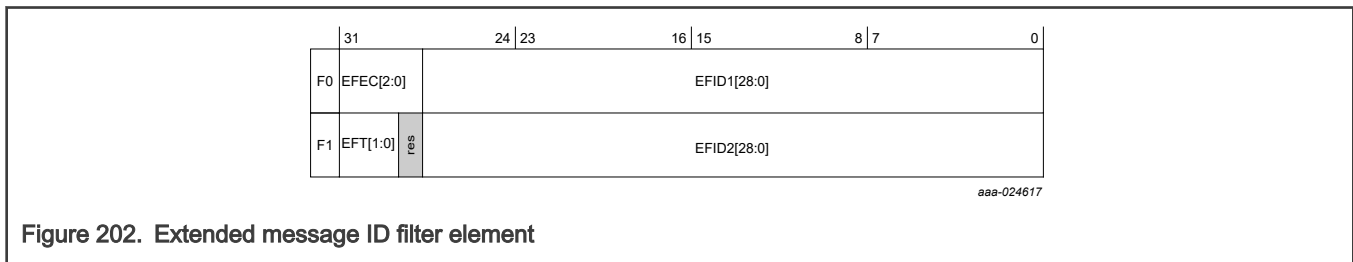 31 24 23 16 15 8 7 0
F0 EFEC[2:0] EFID1[28:0]
F1 EFT[1:0] res EFID2[28:0]
aaa-024617
Figure 202. Extended message ID filter element